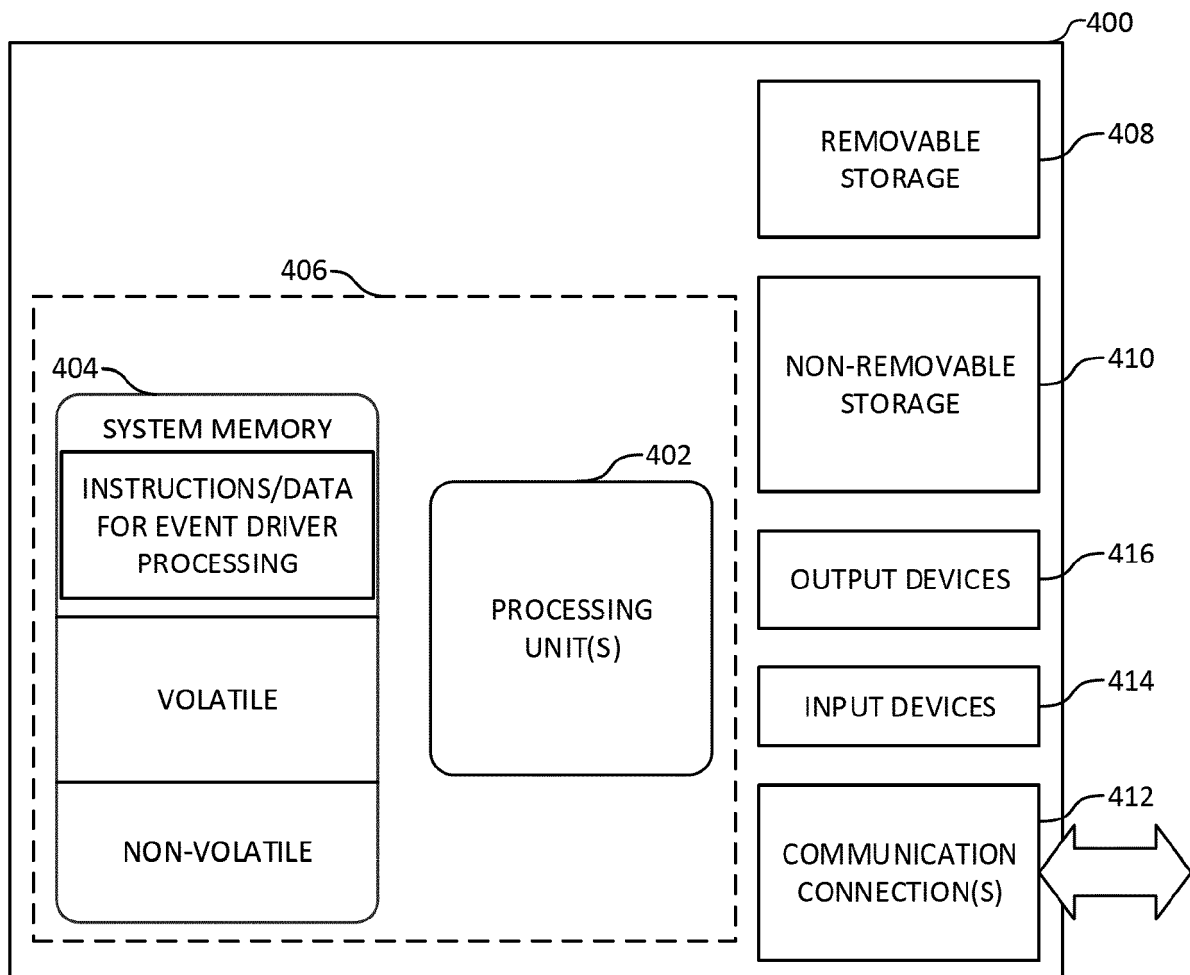 400
REMOVABLE
STORAGE
408
406
NON-REMOVABLE
STORAGE
410
404
SYSTEM MEMORY
INSTRUCTIONS/DATA
FOR EVENT DRIVER
PROCESSING
VOLATILE
NON-VOLATILE
402
PROCESSING
UNIT(S)
OUTPUT DEVICES
416
INPUT DEVICES
414
COMMUNICATION
CONNECTION(S)
412